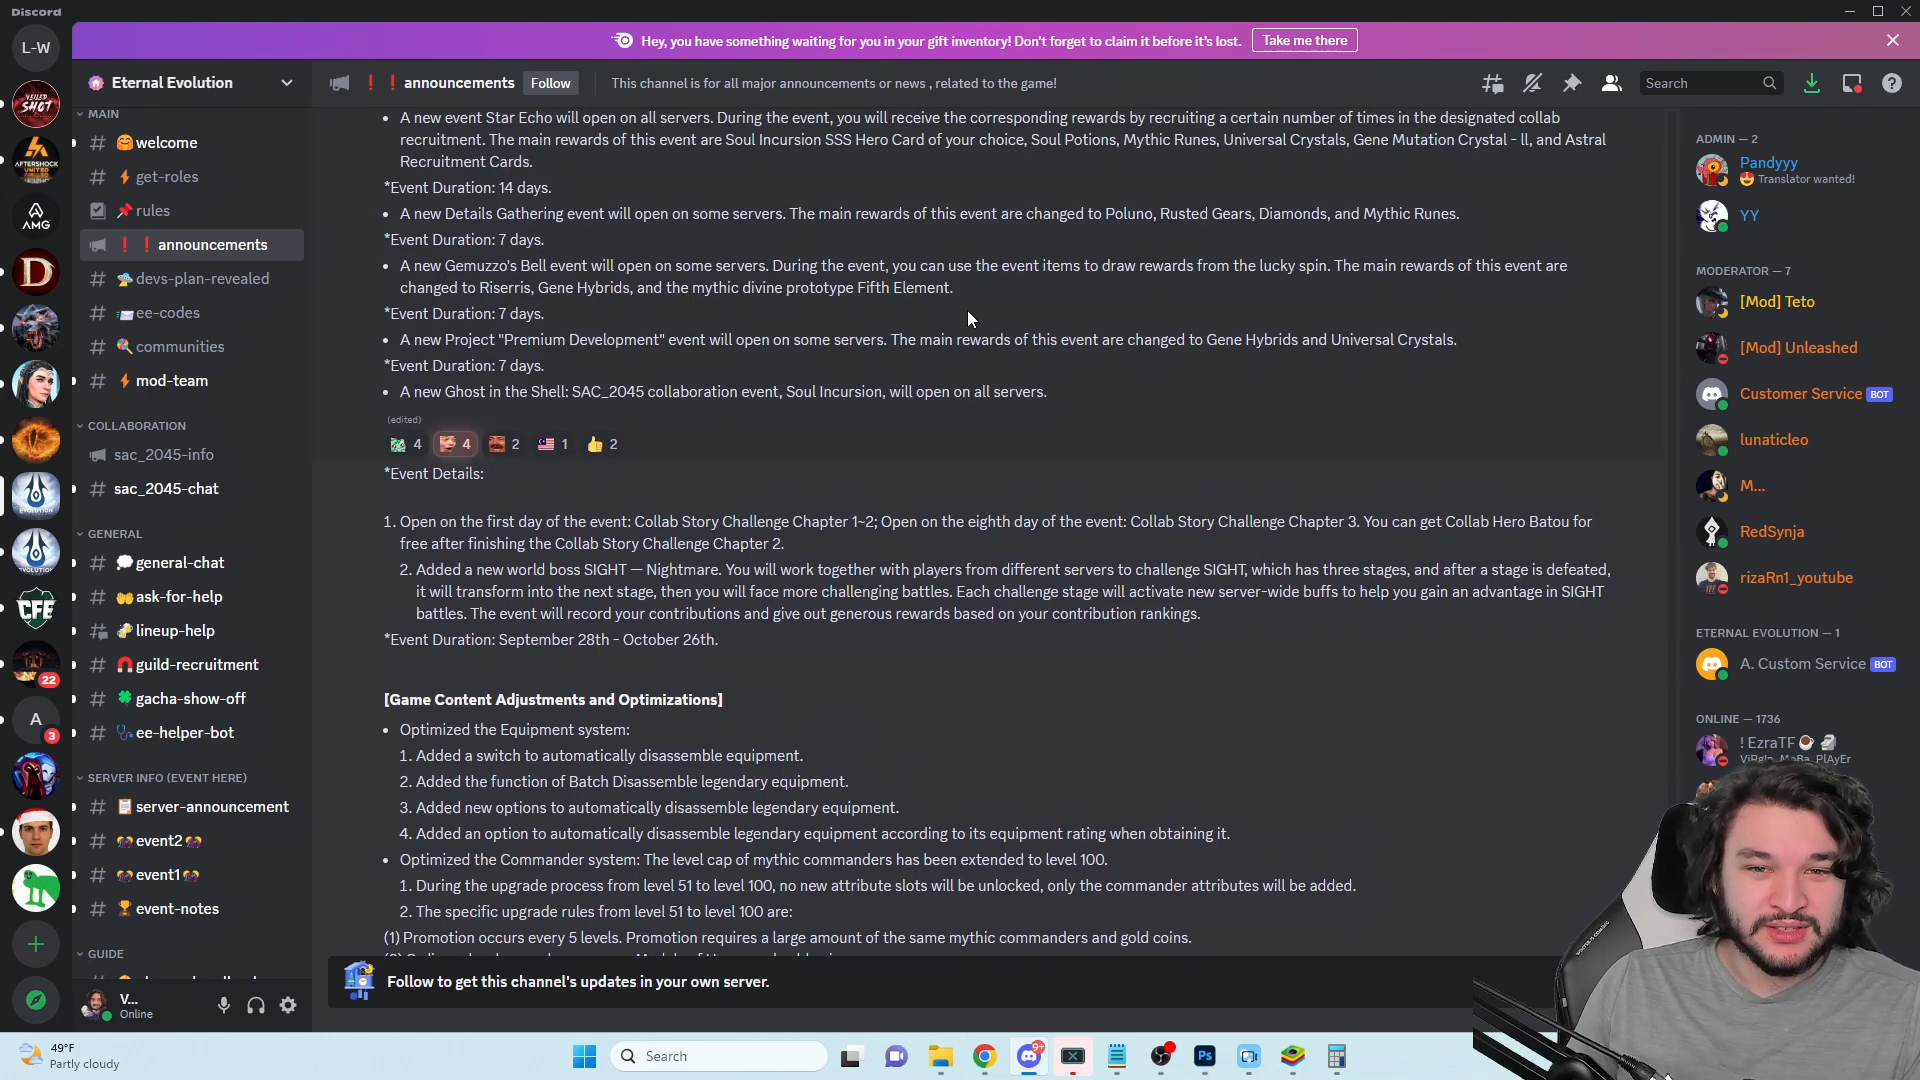 Discord
Hey, you have something waiting for you in your gift inventory! Don't forget to claim it before it's lost.
Take me there
L-W
VEILED SHOT
AFTERSHOCK
UNITED
AMG
D
EVOLUTION
EVOLUTION
CFE
22
A
3
Eternal Evolution
MAIN
welcome
get-roles
rules
announcements
devs-plan-revealed
ee-codes
communities
mod-team
COLLABORATION
sac_2045-info
sac_2045-chat
GENERAL
general-chat
ask-for-help
lineup-help
guild-recruitment
gacha-show-off
ee-helper-bot
SERVER INFO (EVENT HERE)
server-announcement
event2
event1
event-notes
GUIDE
V...
Online
announcements
Follow
This channel is for all major announcements or news , related to the game!
Search
• A new event Star Echo will open on all servers. During the event, you will receive the corresponding rewards by recruiting a certain number of times in the designated collab
recruitment. The main rewards of this event are Soul Incursion SSS Hero Card of your choice, Soul Potions, Mythic Runes, Universal Crystals, Gene Mutation Crystal - ll, and Astral
Recruitment Cards.
*Event Duration: 14 days.
• A new Details Gathering event will open on some servers. The main rewards of this event are changed to Poluno, Rusted Gears, Diamonds, and Mythic Runes.
*Event Duration: 7 days.
• A new Gemuzzo's Bell event will open on some servers. During the event, you can use the event items to draw rewards from the lucky spin. The main rewards of this event are
changed to Riserris, Gene Hybrids, and the mythic divine prototype Fifth Element.
*Event Duration: 7 days.
• A new Project "Premium Development" event will open on some servers. The main rewards of this event are changed to Gene Hybrids and Universal Crystals.
*Event Duration: 7 days.
• A new Ghost in the Shell: SAC_2045 collaboration event, Soul Incursion, will open on all servers.
(edited)
4 4 2 1 2
*Event Details:
1. Open on the first day of the event: Collab Story Challenge Chapter 1~2; Open on the eighth day of the event: Collab Story Challenge Chapter 3. You can get Collab Hero Batou for
free after finishing the Collab Story Challenge Chapter 2.
2. Added a new world boss SIGHT — Nightmare. You will work together with players from different servers to challenge SIGHT, which has three stages, and after a stage is defeated,
it will transform into the next stage, then you will face more challenging battles. Each challenge stage will activate new server-wide buffs to help you gain an advantage in SIGHT
battles. The event will record your contributions and give out generous rewards based on your contribution rankings.
*Event Duration: September 28th - October 26th.
[Game Content Adjustments and Optimizations]
• Optimized the Equipment system:
1. Added a switch to automatically disassemble equipment.
2. Added the function of Batch Disassemble legendary equipment.
3. Added new options to automatically disassemble legendary equipment.
4. Added an option to automatically disassemble legendary equipment according to its equipment rating when obtaining it.
• Optimized the Commander system: The level cap of mythic commanders has been extended to level 100.
1. During the upgrade process from level 51 to level 100, no new attribute slots will be unlocked, only the commander attributes will be added.
2. The specific upgrade rules from level 51 to level 100 are:
(1) Promotion occurs every 5 levels. Promotion requires a large amount of the same mythic commanders and gold coins.
Follow to get this channel's updates in your own server.
ADMIN — 2
Pandyyy
Translator wanted!
YY
MODERATOR — 7
[Mod] Teto
[Mod] Unleashed
Customer Service BOT
lunaticleo
M...
RedSynja
rizaRn1_youtube
ETERNAL EVOLUTION — 1
A. Custom Service BOT
ONLINE — 1736
! EzraTF
ViRgIn_MoBa_PlAyEr
49°F
Partly cloudy
Search
9+
Ps